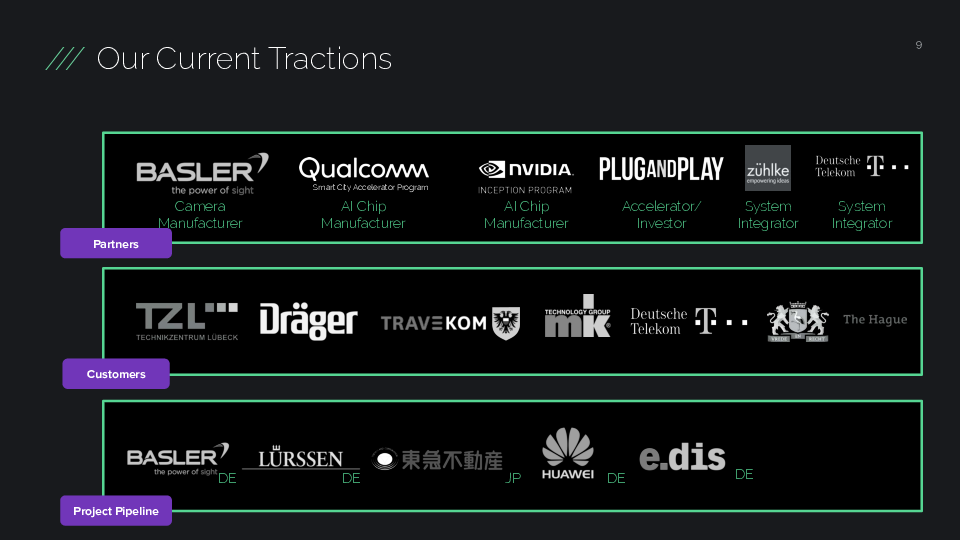 /// Our Current Tractions
9
BASLER
the power of sight
Camera
Manufacturer
Qualcomm
Smart City Accelerator Program
AI Chip
Manufacturer
NVIDIA.
INCEPTION PROGRAM
AI Chip
Manufacturer
PLUGANDPLAY
Accelerator/
Investor
zühlke
empowering ideas
System
Integrator
Deutsche
Telekom
T
System
Integrator
Partners
TZL
TECHNIKZENTRUM LÜBECK
Dräger
TRAVEKOM
TECHNOLOGY GROUP
mk
Deutsche
Telekom
T
VREDE EN RECHT
The Hague
Customers
BASLER
the power of sight
DE
LÜRSSEN
DE
東急不動産
JP
HUAWEI
DE
e.dis
DE
Project Pipeline